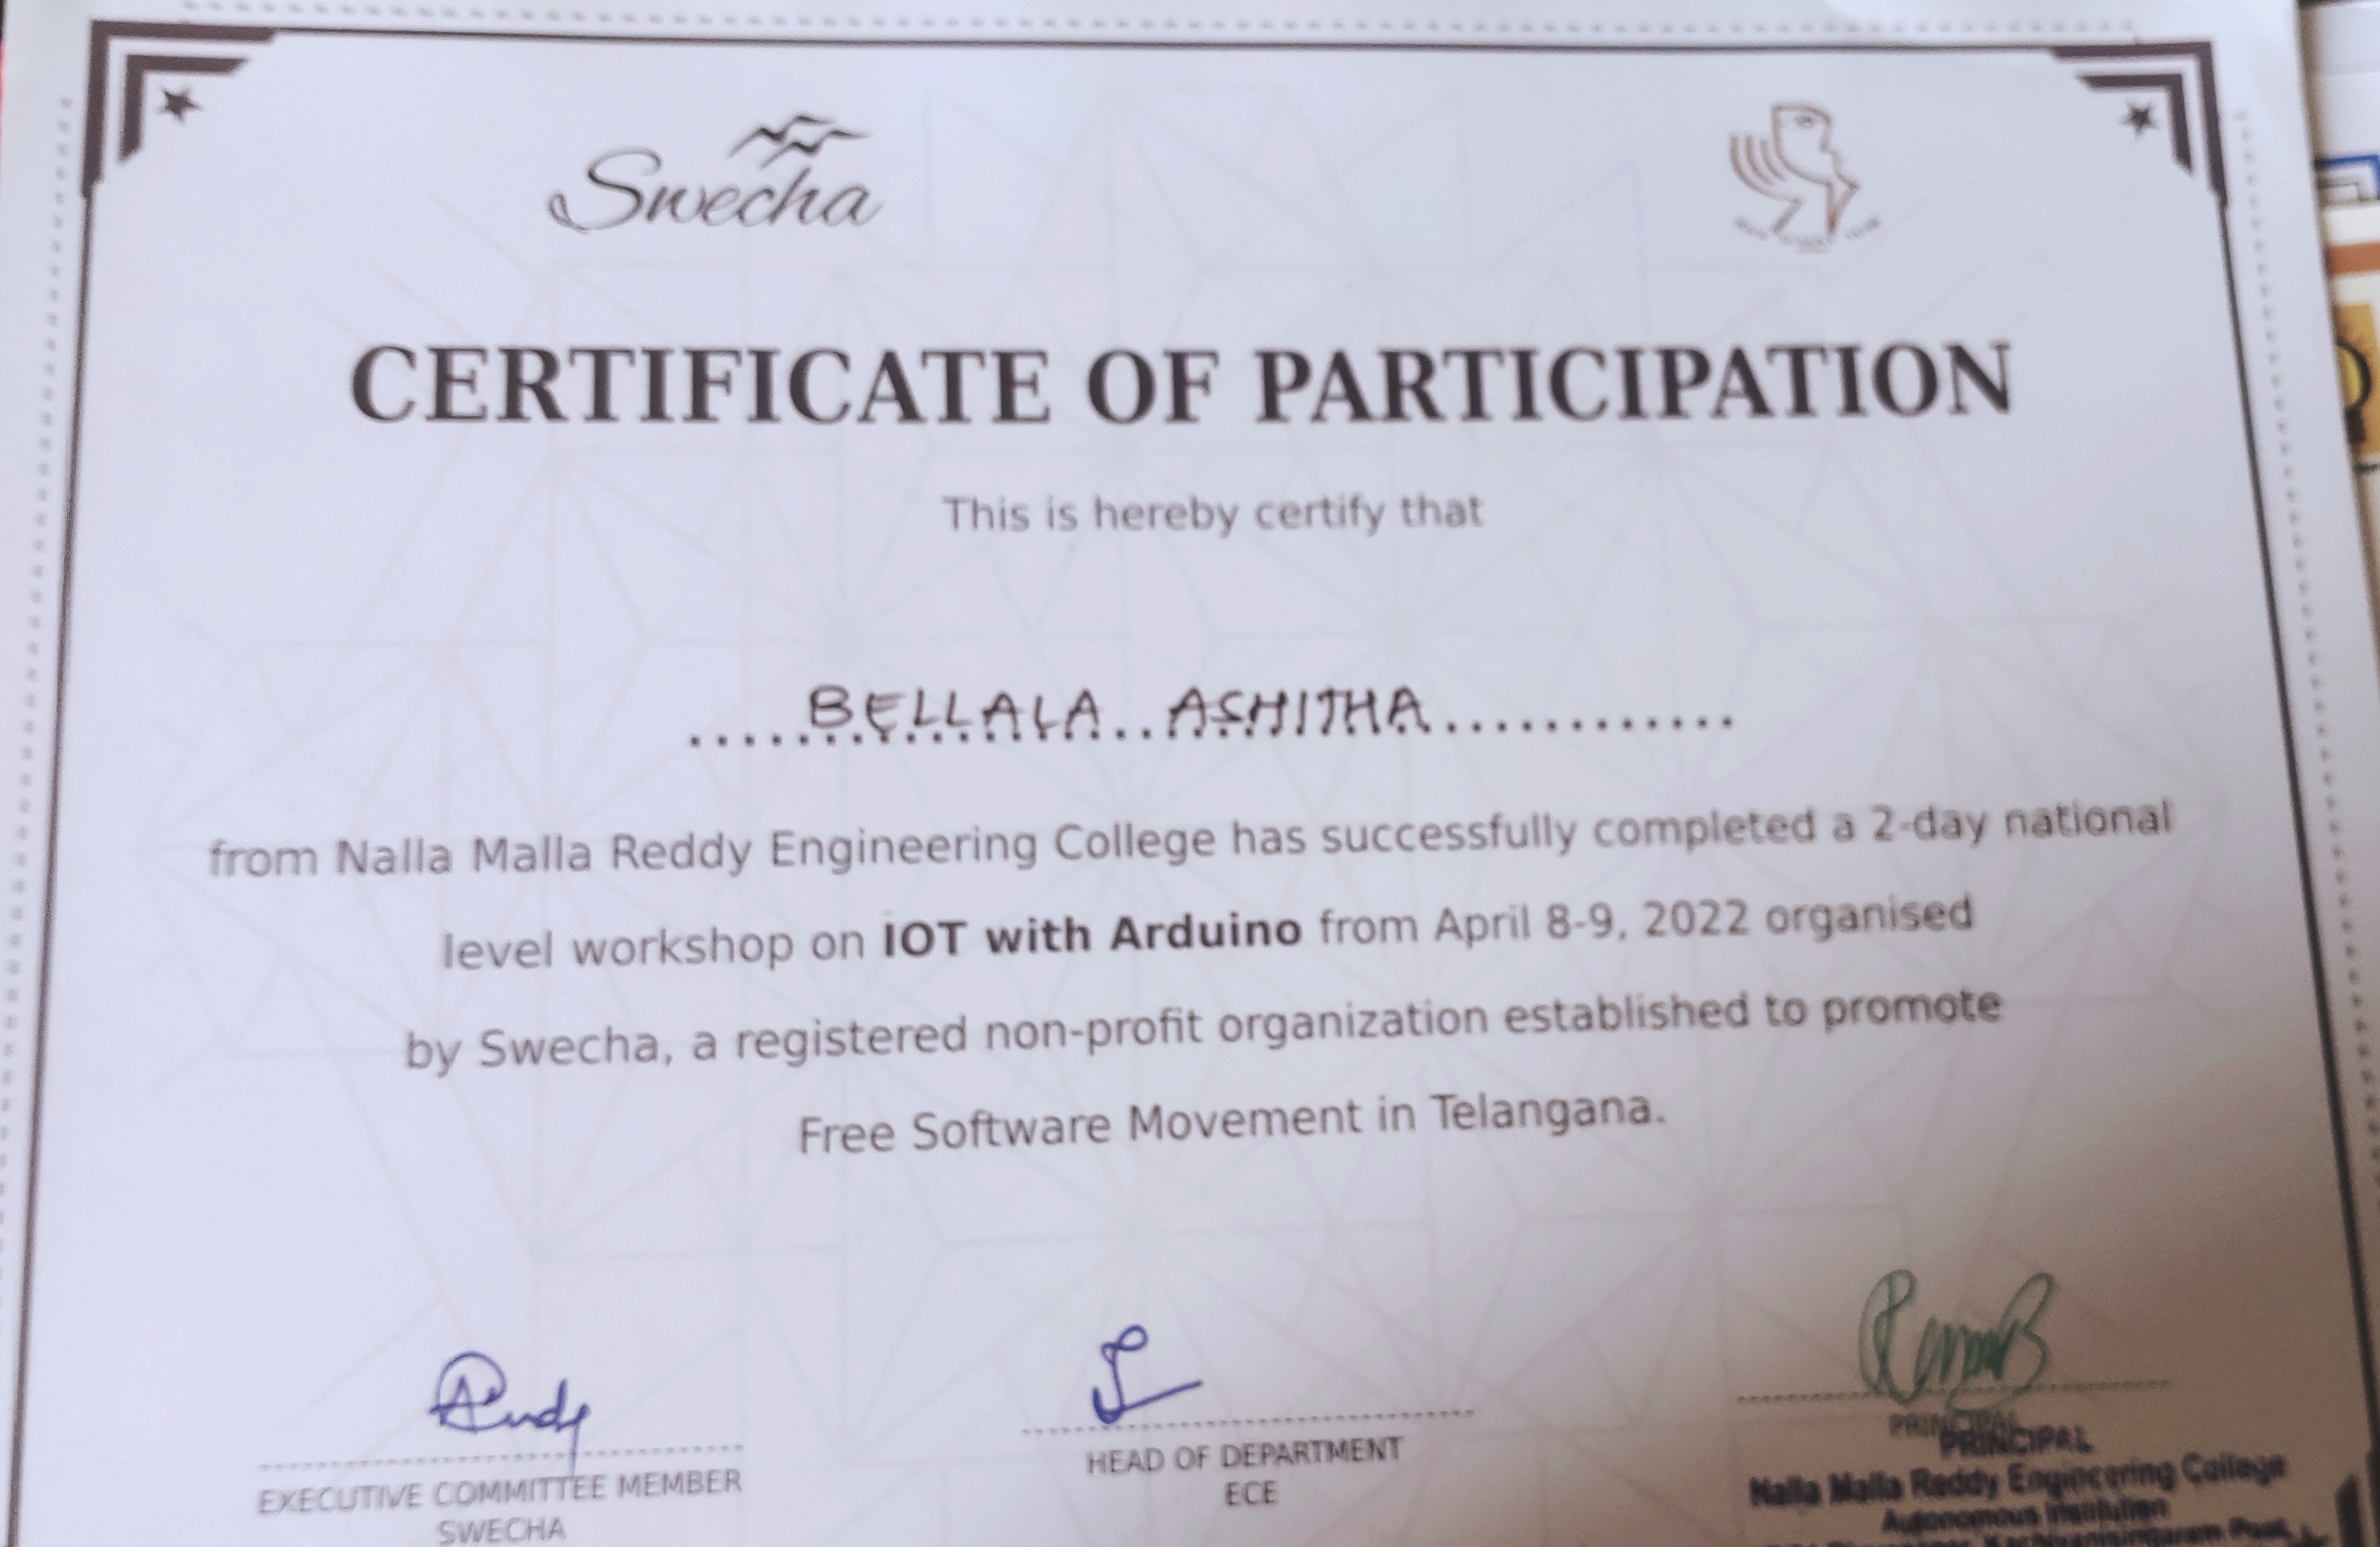 Swecha
CERTIFICATE OF PARTICIPATION
This is hereby certify that
.....BELLALA..ASHITHA............
from Nalla Malla Reddy Engineering College has successfully completed a 2-day national
level workshop on IOT with Arduino from April 8-9, 2022 organised
by Swecha, a registered non-profit organization established to promote
Free Software Movement in Telangana.
EXECUTIVE COMMITTEE MEMBER
SWECHA
HEAD OF DEPARTMENT
ECE
PRINCIPAL
PRINCIPAL
Nalla Malla Reddy Engineering College
Autonomous Institution